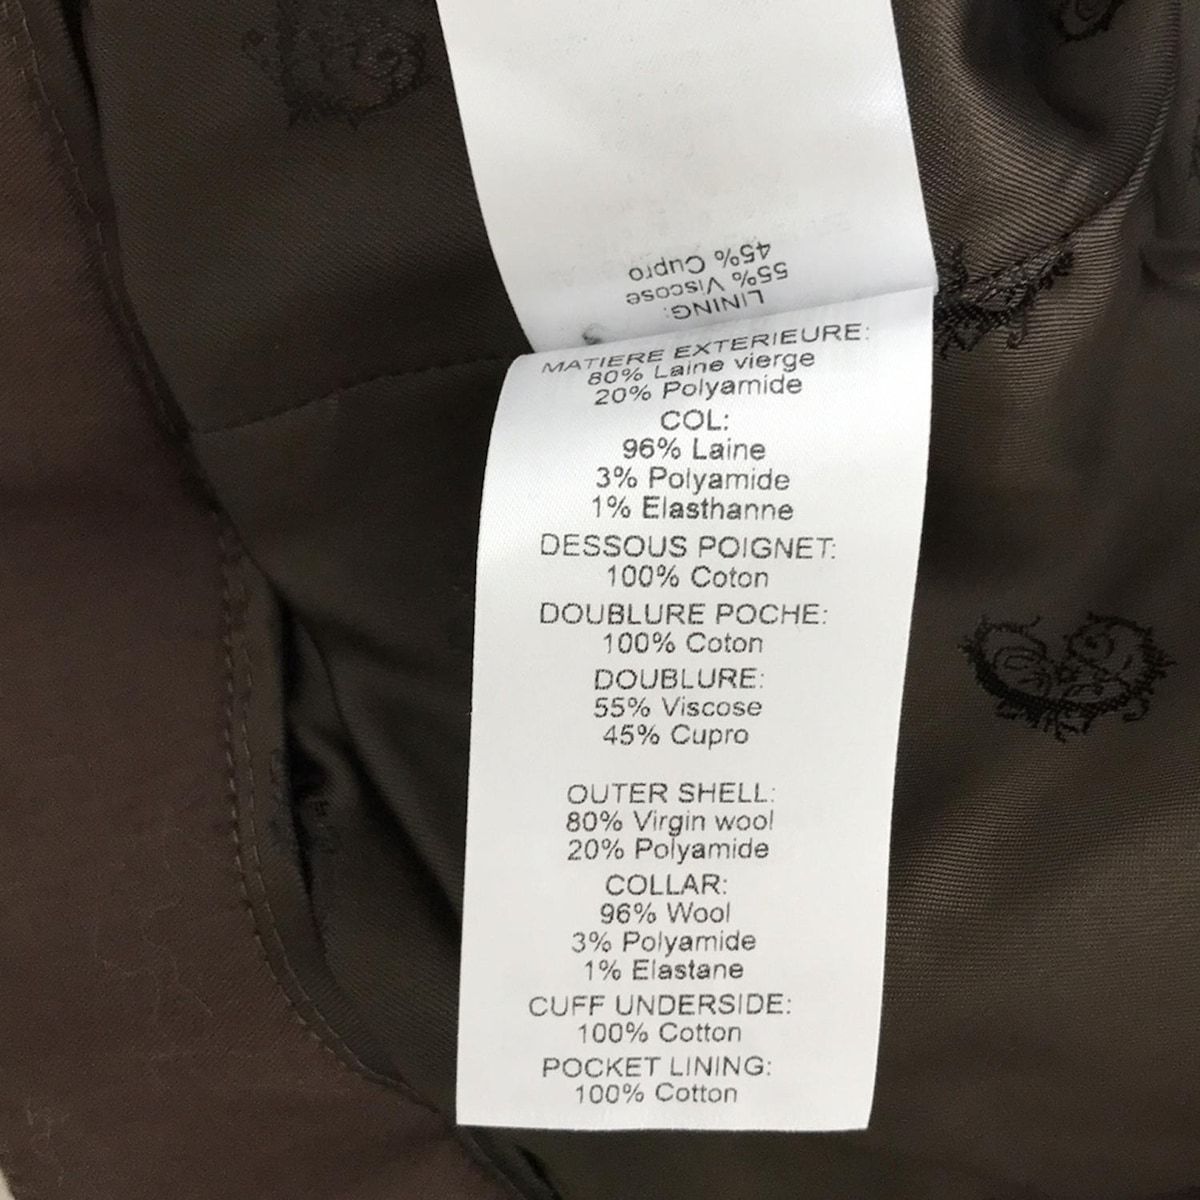 LINING:
55% Viscose
45% Cupro
MATIERE EXTERIEURE:
80% Laine vierge
20% Polyamide
COL:
96% Laine
3% Polyamide
1% Elasthanne
DESSOUS POIGNET:
100% Coton
DOUBLURE POCHE:
100% Coton
DOUBLURE:
55% Viscose
45% Cupro
OUTER SHELL:
80% Virgin wool
20% Polyamide
COLLAR:
96% Wool
3% Polyamide
1% Elastane
CUFF UNDERSIDE:
100% Cotton
POCKET LINING:
100% Cotton